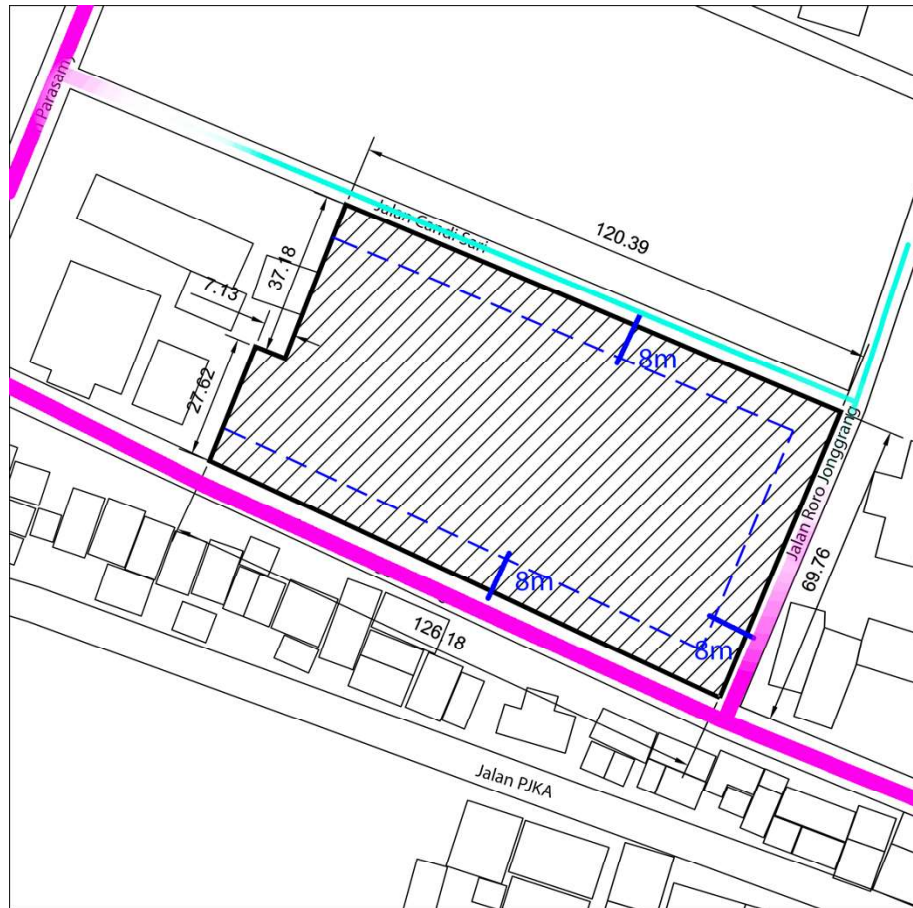 Parasamy
Jalan Candi Sari
120.39
37.18
7.13
8m
27.62
Jalan Roro Jonggrang
69.76
8m
8m
126.18
Jalan PJKA